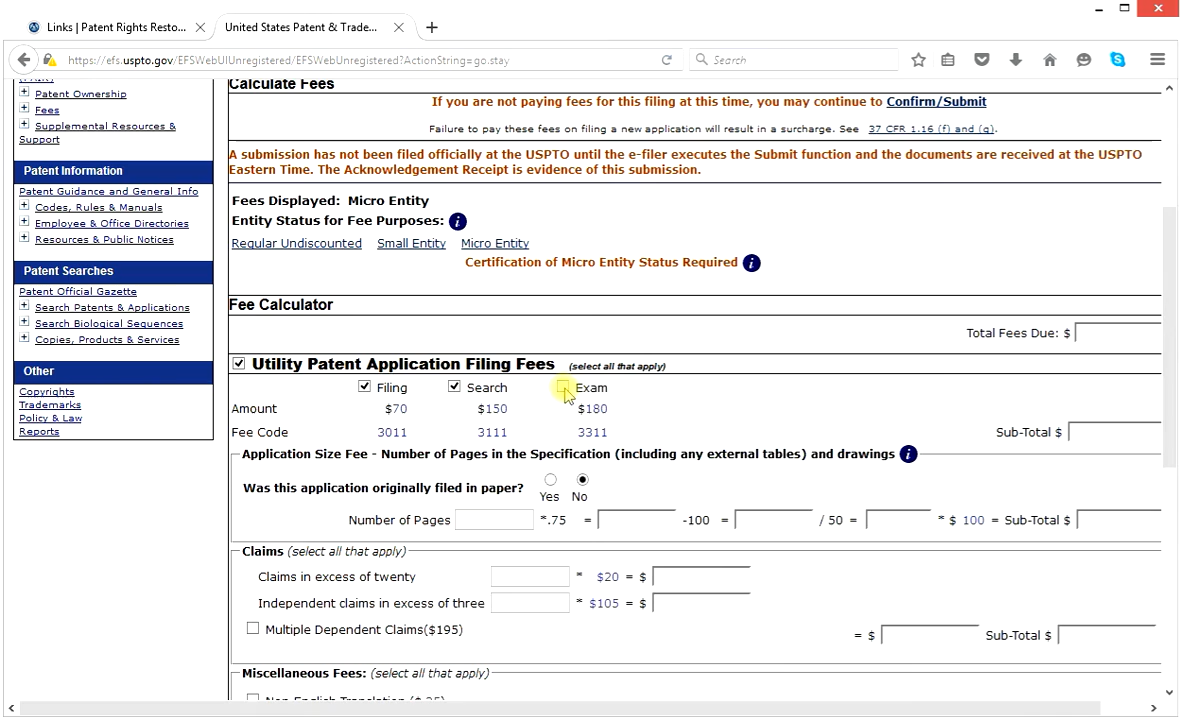 Links | Patent Rights Resto...
United States Patent & Trade...
https://efs.uspto.gov/EFSWebUIUnregistered/EFSWebUnregistered?ActionString=go.stay
Search
(PAIR)
Patent Ownership
Fees
Supplemental Resources &
Support
Patent Information
Patent Guidance and General Info
Codes, Rules & Manuals
Employee & Office Directories
Resources & Public Notices
Patent Searches
Patent Official Gazette
Search Patents & Applications
Search Biological Sequences
Copies, Products & Services
Other
Copyrights
Trademarks
Policy & Law
Reports
Calculate Fees
If you are not paying fees for this filing at this time, you may continue to Confirm/Submit
Failure to pay these fees on filing a new application will result in a surcharge. See 37 CFR 1.16 (f) and (g).
A submission has not been filed officially at the USPTO until the e-filer executes the Submit function and the documents are received at the USPTO
Eastern Time. The Acknowledgement Receipt is evidence of this submission.
Fees Displayed: Micro Entity
Entity Status for Fee Purposes: i
Regular Undiscounted Small Entity Micro Entity
Certification of Micro Entity Status Required i
Fee Calculator
Total Fees Due: $
Utility Patent Application Filing Fees (select all that apply)
Filing Search Exam
Amount $70 $150 $180
Fee Code 3011 3111 3311 Sub-Total $
Application Size Fee - Number of Pages in the Specification (including any external tables) and drawings i
Was this application originally filed in paper? Yes No
Number of Pages *.75 = -100 = / 50 = * $ 100 = Sub-Total $
Claims (select all that apply)
Claims in excess of twenty * $20 = $
Independent claims in excess of three * $105 = $
Multiple Dependent Claims($195) = $ Sub-Total $
Miscellaneous Fees: (select all that apply)
Non-English Translation ($ 35)